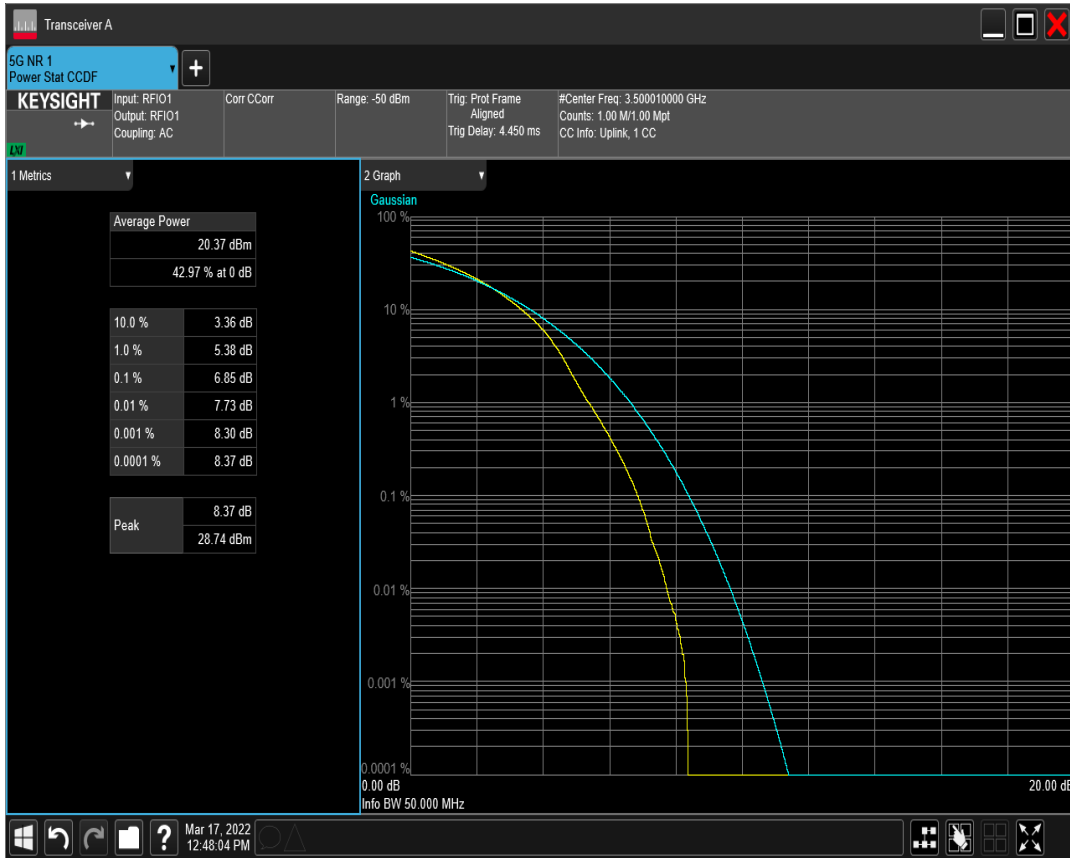 Transceiver A
5G NR 1
Power Stat CCDF
KEYSIGHT
LXI
Input: RFIO1
Output: RFIO1
Coupling: AC
Corr CCorr
Range: -50 dBm
Trig: Prot Frame
Aligned
Trig Delay: 4.450 ms
#Center Freq: 3.500010000 GHz
Counts: 1.00 M/1.00 Mpt
CC Info: Uplink, 1 CC
1 Metrics
Average Power
20.37 dBm
42.97 % at 0 dB
10.0 % 3.36 dB
1.0 % 5.38 dB
0.1 % 6.85 dB
0.01 % 7.73 dB
0.001 % 8.30 dB
0.0001 % 8.37 dB
Peak
8.37 dB
28.74 dBm
2 Graph
Gaussian
100 %
10 %
1 %
0.1 %
0.01 %
0.001 %
0.0001 %
0.00 dB
20.00 dB
Info BW 50.000 MHz
Mar 17, 2022
12:48:04 PM